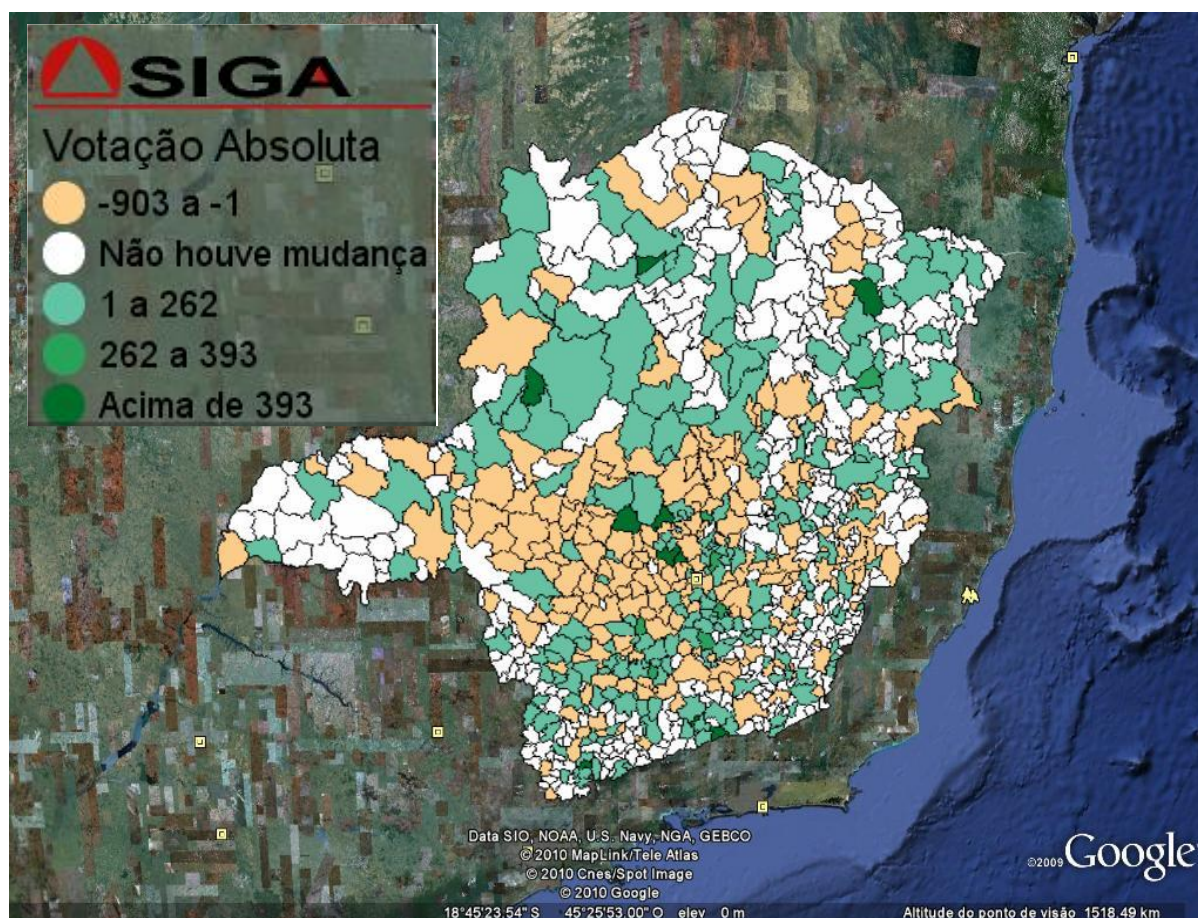 SIGA
Votação Absoluta
-903 a -1
Não houve mudança
1 a 262
262 a 393
Acima de 393
Data SIO, NOAA, U.S. Navy, NGA, GEBCO
© 2010 MapLink/Tele Atlas
© 2010 Cnes/Spot Image
© 2010 Google
©2009 Google
18°45'23.54" S 45°25'53.00" O elev 0 m Altitude do ponto de visão 1518.49 km